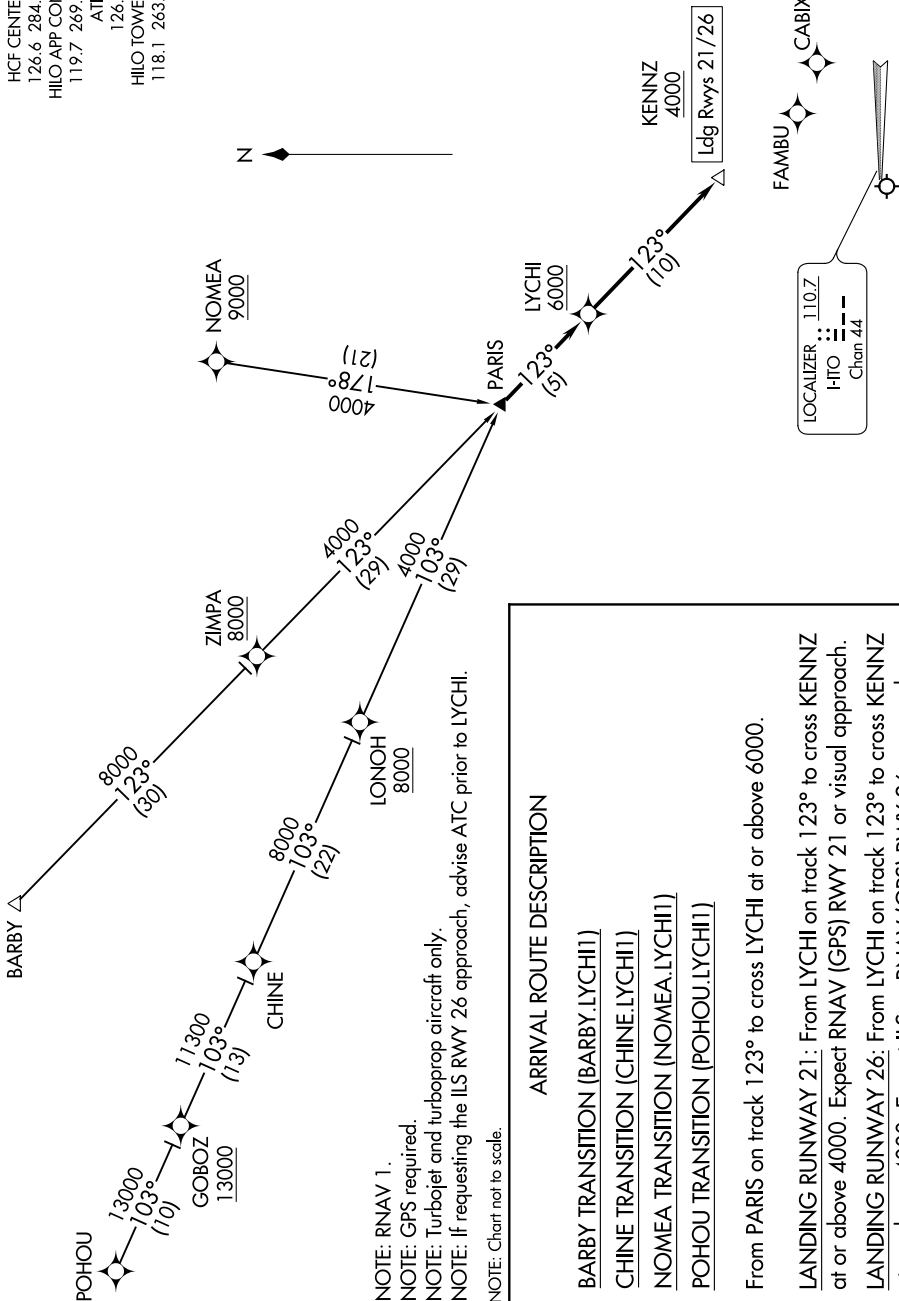 HCF CENTE
126.6 284.
HILO APP CO
119.7 269.
AT
126.
HILO TOWE
118.1 263.
N
BARBY
8000
123°
(30)
ZIMPA
8000
4000
123°
(29)
NOMEA
9000
4000
178°
(21)
POHOU
13000
103°
(10)
GOBOZ
13000
11300
103°
(13)
CHINE
8000
103°
(22)
LONOH
8000
4000
103°
(29)
PARIS
123°
(5)
LYCHI
6000
123°
(10)
KENNZ
4000
Ldg Rwys 21/26
FAMBU
CABIX
LOCALIZER 110.7
I-ITO
Chan 44
NOTE: RNAV 1.
NOTE: GPS required.
NOTE: Turbojet and turboprop aircraft only.
NOTE: If requesting the ILS RWY 26 approach, advise ATC prior to LYCHI.
NOTE: Chart not to scale.
ARRIVAL ROUTE DESCRIPTION
BARBY TRANSITION (BARBY.LYCHI1)
CHINE TRANSITION (CHINE.LYCHI1)
NOMEA TRANSITION (NOMEA.LYCHI1)
POHOU TRANSITION (POHOU.LYCHI1)
From PARIS on track 123° to cross LYCHI at or above 6000.
LANDING RUNWAY 21: From LYCHI on track 123° to cross KENNZ
at or above 4000. Expect RNAV (GPS) RWY 21 or visual approach.
LANDING RUNWAY 26: From LYCHI on track 123° to cross KENNZ